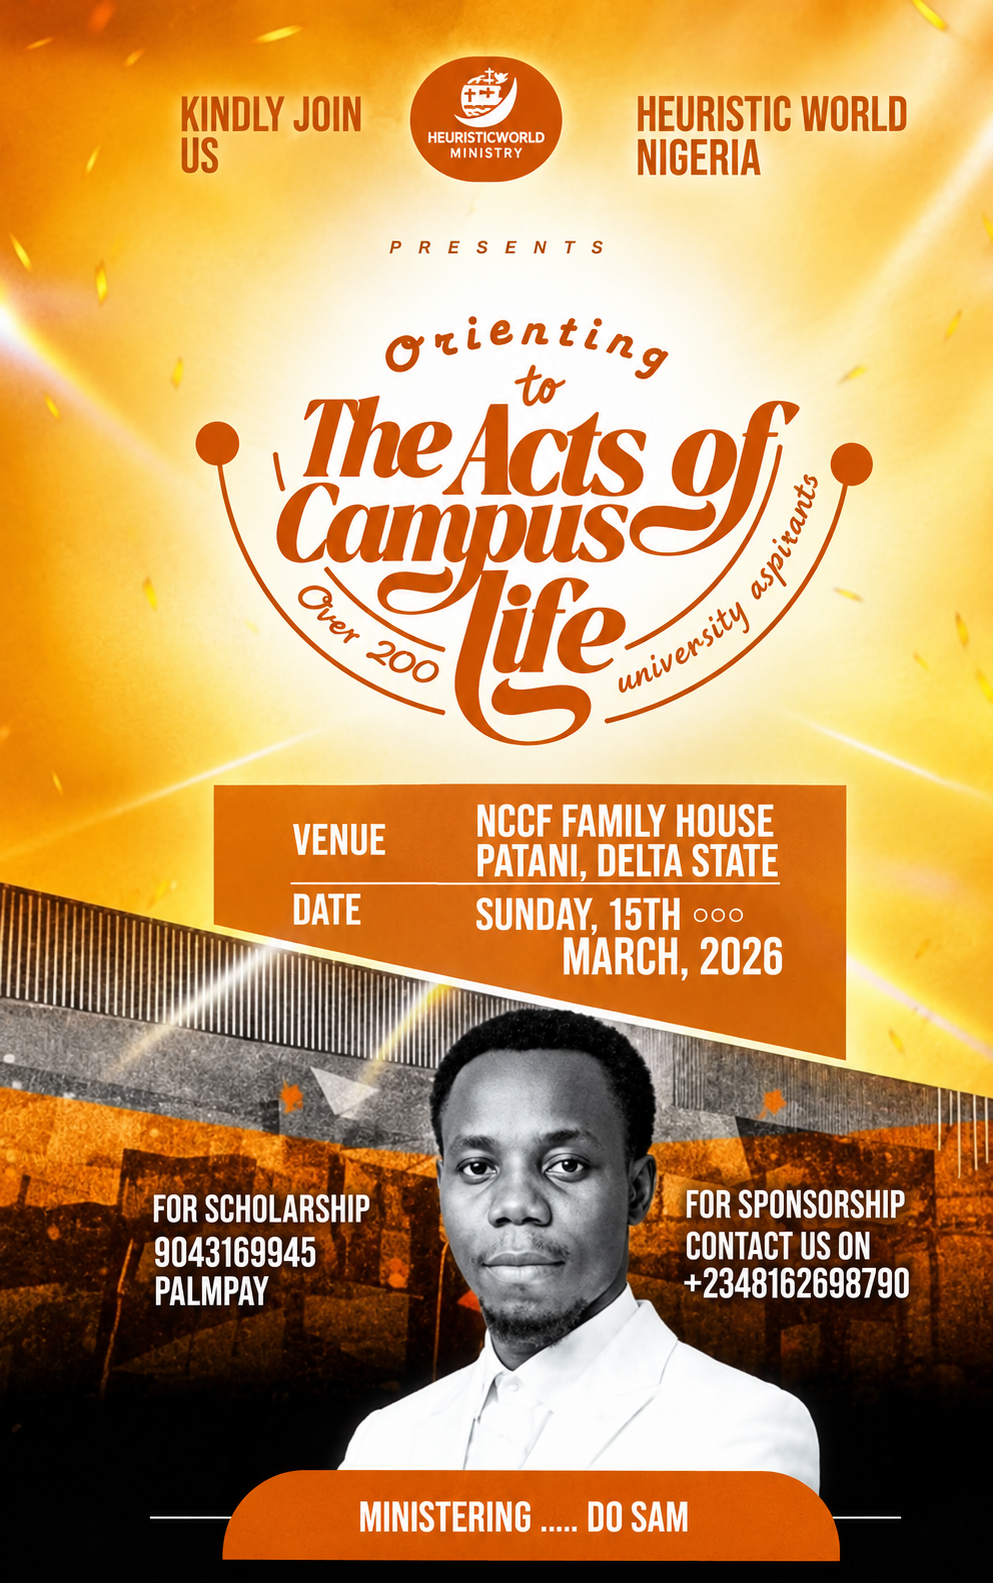 KINDLY JOIN
US
HEURISTICWORLD
MINISTRY
HEURISTIC WORLD
NIGERIA
PRESENTS
Orienting
to
The Acts of
Campus
life
Over 200
university aspirants
VENUE
NCCF FAMILY HOUSE
PATANI, DELTA STATE
DATE
SUNDAY, 15TH
MARCH, 2026
FOR SCHOLARSHIP
9043169945
PALMPAY
FOR SPONSORSHIP
CONTACT US ON
+2348162698790
MINISTERING ..... DO SAM